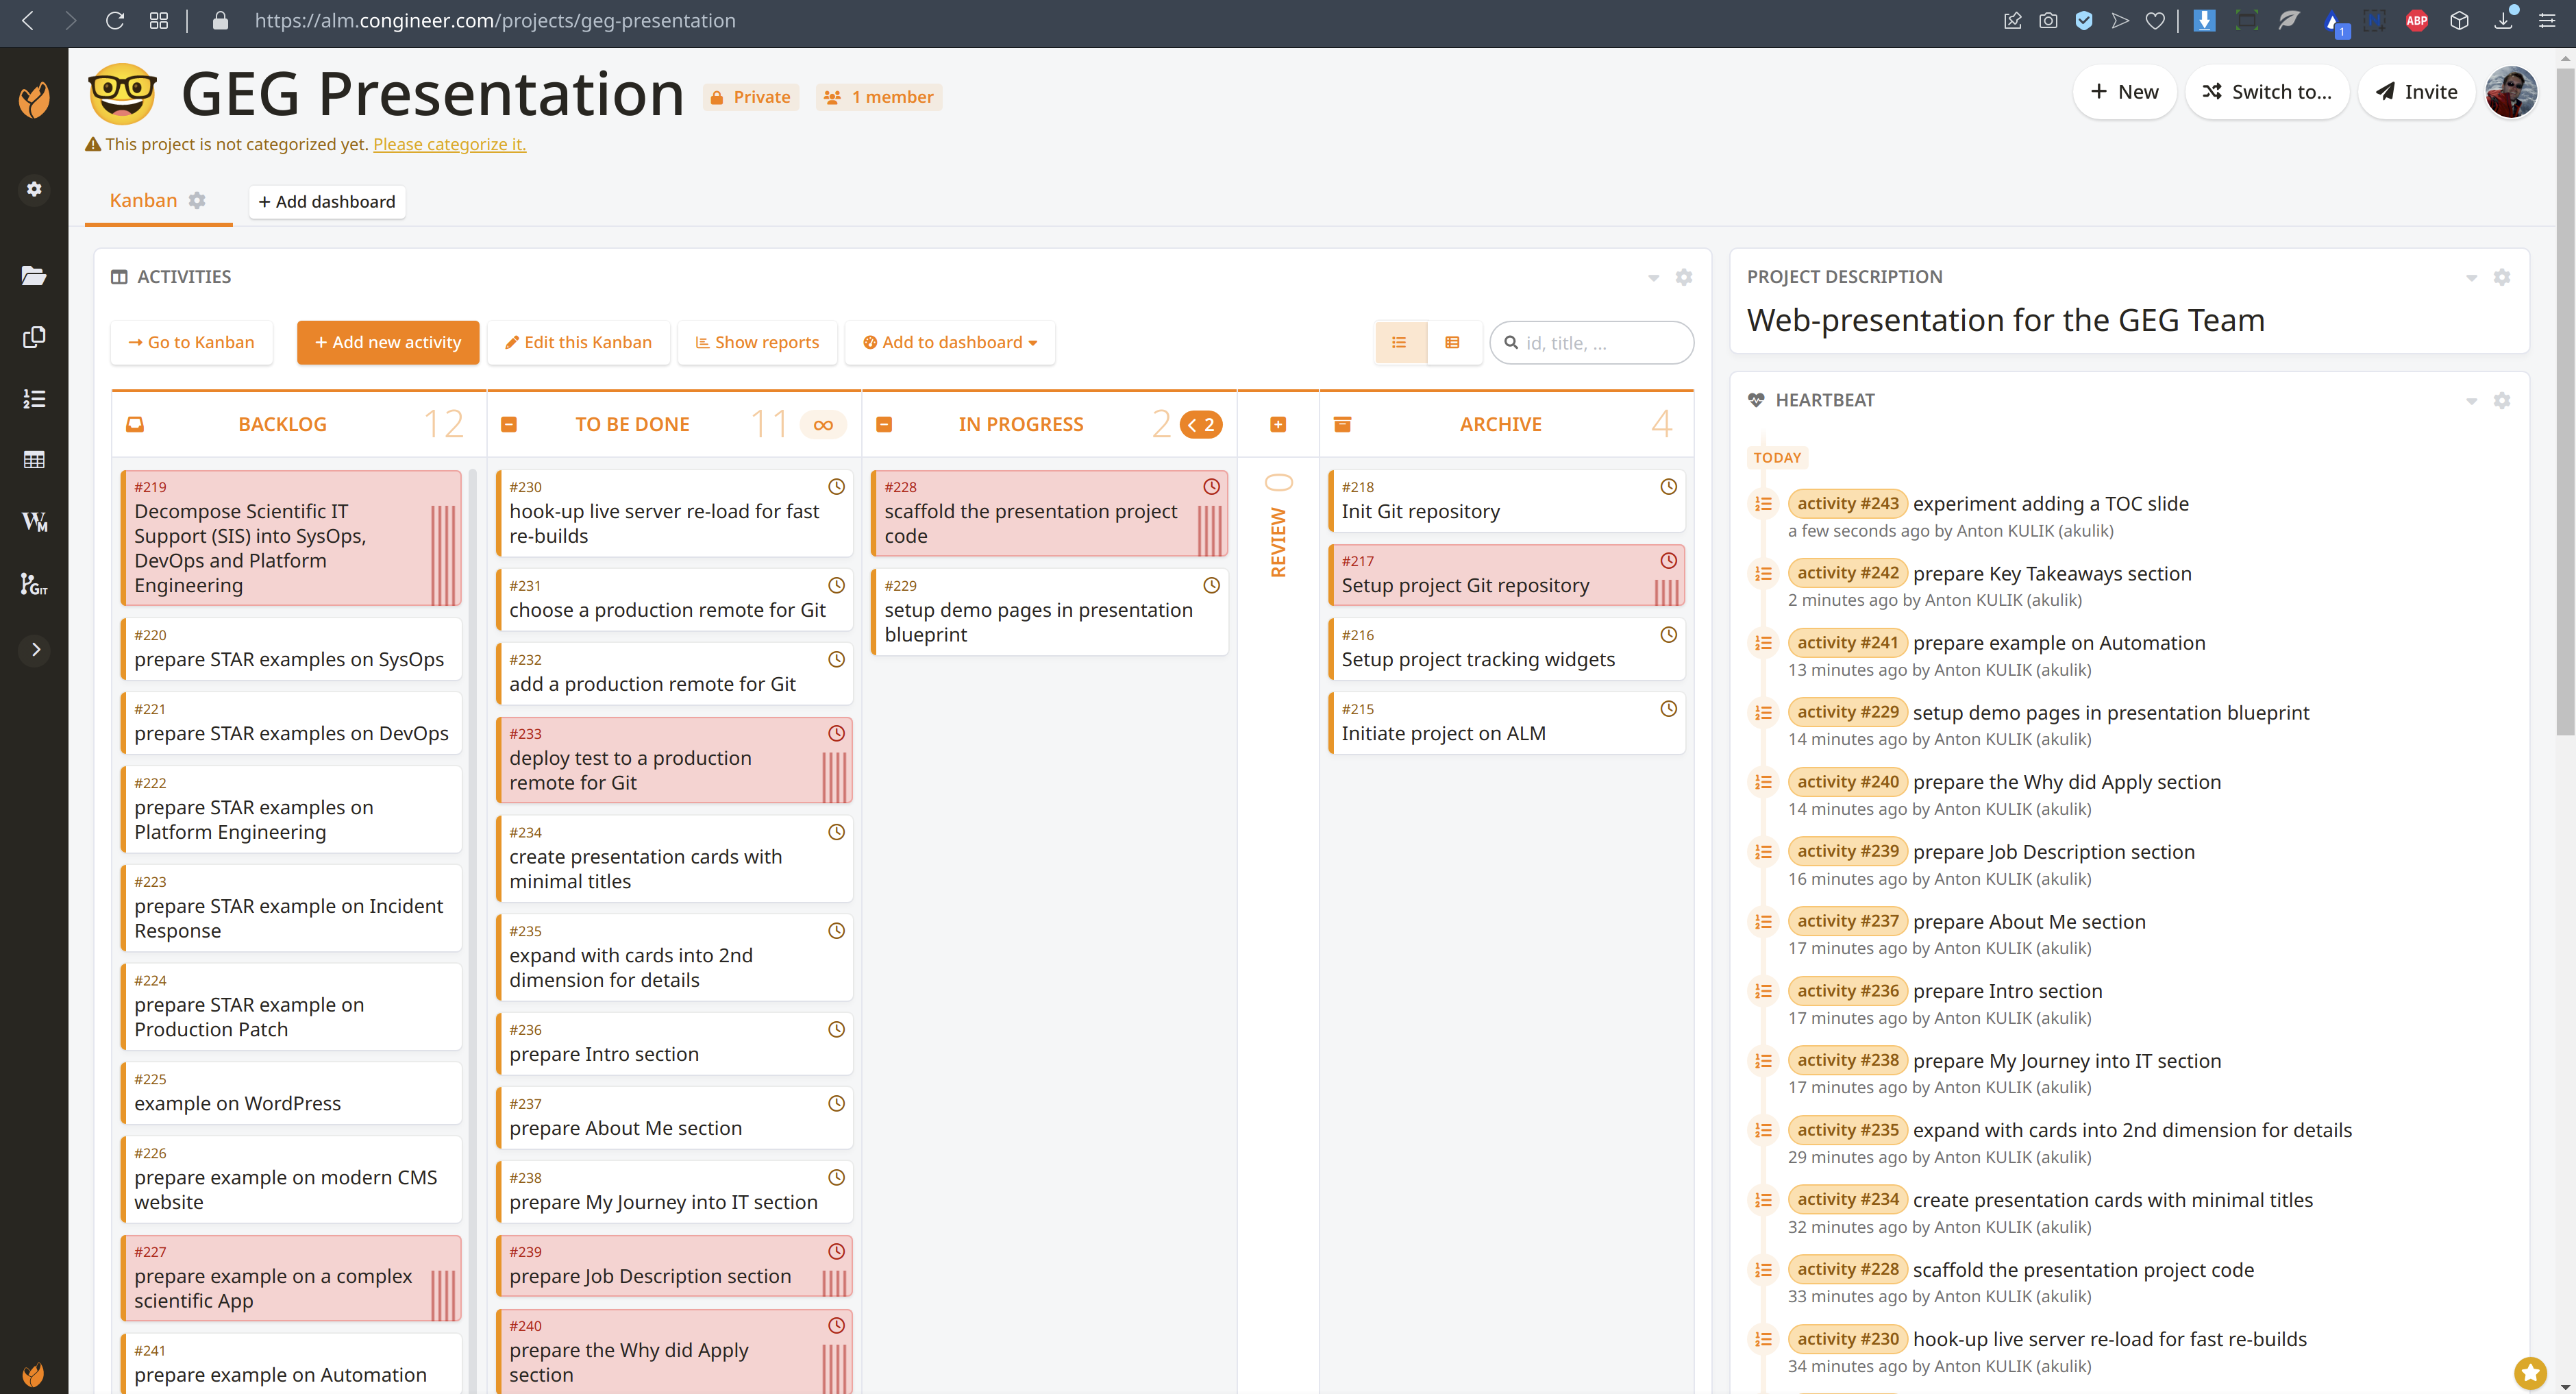 https://alm.congineer.com/projects/geg-presentation
1
ABP
GEG Presentation
Private
1 member
New
Switch to...
Invite
This project is not categorized yet. Please categorize it.
Kanban
Add dashboard
ACTIVITIES
Go to Kanban
Add new activity
Edit this Kanban
Show reports
Add to dashboard
id, title, ...
BACKLOG
12
#219
Decompose Scientific IT
Support (SIS) into SysOps,
DevOps and Platform
Engineering
#220
prepare STAR examples on SysOps
#221
prepare STAR examples on DevOps
#222
prepare STAR examples on
Platform Engineering
#223
prepare STAR example on Incident
Response
#224
prepare STAR example on
Production Patch
#225
example on WordPress
#226
prepare example on modern CMS
website
#227
prepare example on a complex
scientific App
#241
prepare example on Automation
TO BE DONE
11
∞
#230
hook-up live server re-load for fast
re-builds
#231
choose a production remote for Git
#232
add a production remote for Git
#233
deploy test to a production
remote for Git
#234
create presentation cards with
minimal titles
#235
expand with cards into 2nd
dimension for details
#236
prepare Intro section
#237
prepare About Me section
#238
prepare My Journey into IT section
#239
prepare Job Description section
#240
prepare the Why did Apply
section
IN PROGRESS
2
< 2
#228
scaffold the presentation project
code
#229
setup demo pages in presentation
blueprint
0
REVIEW
ARCHIVE
4
#218
Init Git repository
#217
Setup project Git repository
#216
Setup project tracking widgets
#215
Initiate project on ALM
PROJECT DESCRIPTION
Web-presentation for the GEG Team
HEARTBEAT
TODAY
activity #243 experiment adding a TOC slide
a few seconds ago by Anton KULIK (akulik)
activity #242 prepare Key Takeaways section
2 minutes ago by Anton KULIK (akulik)
activity #241 prepare example on Automation
13 minutes ago by Anton KULIK (akulik)
activity #229 setup demo pages in presentation blueprint
14 minutes ago by Anton KULIK (akulik)
activity #240 prepare the Why did Apply section
14 minutes ago by Anton KULIK (akulik)
activity #239 prepare Job Description section
16 minutes ago by Anton KULIK (akulik)
activity #237 prepare About Me section
17 minutes ago by Anton KULIK (akulik)
activity #236 prepare Intro section
17 minutes ago by Anton KULIK (akulik)
activity #238 prepare My Journey into IT section
17 minutes ago by Anton KULIK (akulik)
activity #235 expand with cards into 2nd dimension for details
29 minutes ago by Anton KULIK (akulik)
activity #234 create presentation cards with minimal titles
32 minutes ago by Anton KULIK (akulik)
activity #228 scaffold the presentation project code
33 minutes ago by Anton KULIK (akulik)
activity #230 hook-up live server re-load for fast re-builds
34 minutes ago by Anton KULIK (akulik)
WM
GIT